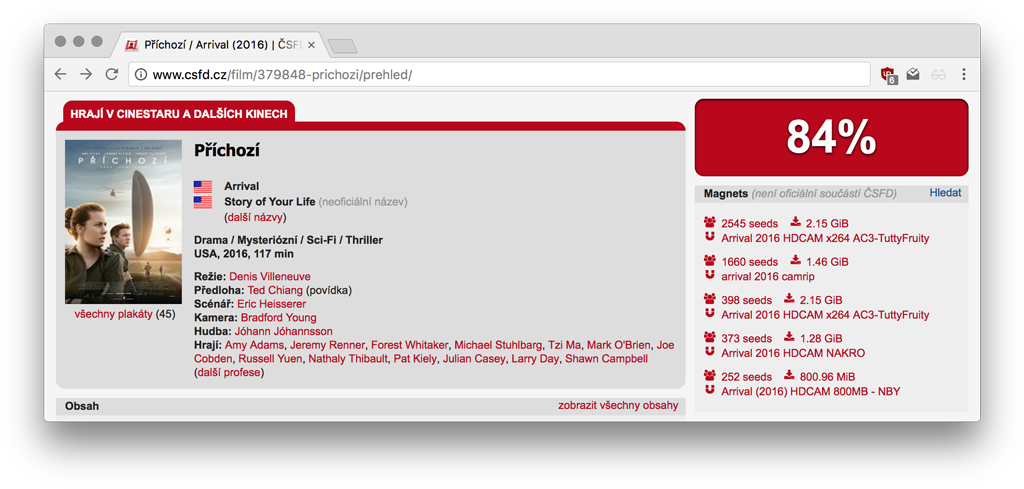 Příchozí / Arrival (2016) | ČSFD
www.csfd.cz/film/379848-prichozi/prehled/
6
HRAJÍ V CINESTARU A DALŠÍCH KINECH
PŘÍCHOZÍ
Příchozí
Arrival
Story of Your Life (neoficiální název)
(další názvy)
Drama / Mysteriózní / Sci-Fi / Thriller
USA, 2016, 117 min
Režie: Denis Villeneuve
Předloha: Ted Chiang (povídka)
Scénář: Eric Heisserer
Kamera: Bradford Young
Hudba: Jóhann Jóhannsson
Hrají: Amy Adams, Jeremy Renner, Forest Whitaker, Michael Stuhlbarg, Tzi Ma, Mark O'Brien, Joe
Cobden, Russell Yuen, Nathaly Thibault, Pat Kiely, Julian Casey, Larry Day, Shawn Campbell
(další profese)
všechny plakáty (45)
Obsah
zobrazit všechny obsahy
84%
Magnets (není oficiální součástí ČSFD)
Hledat
2545 seeds 2.15 GiB
Arrival 2016 HDCAM x264 AC3-TuttyFruity
1660 seeds 1.46 GiB
arrival 2016 camrip
398 seeds 2.15 GiB
Arrival 2016 HDCAM x264 AC3-TuttyFruity
373 seeds 1.28 GiB
Arrival 2016 HDCAM NAKRO
252 seeds 800.96 MiB
Arrival (2016) HDCAM 800MB - NBY